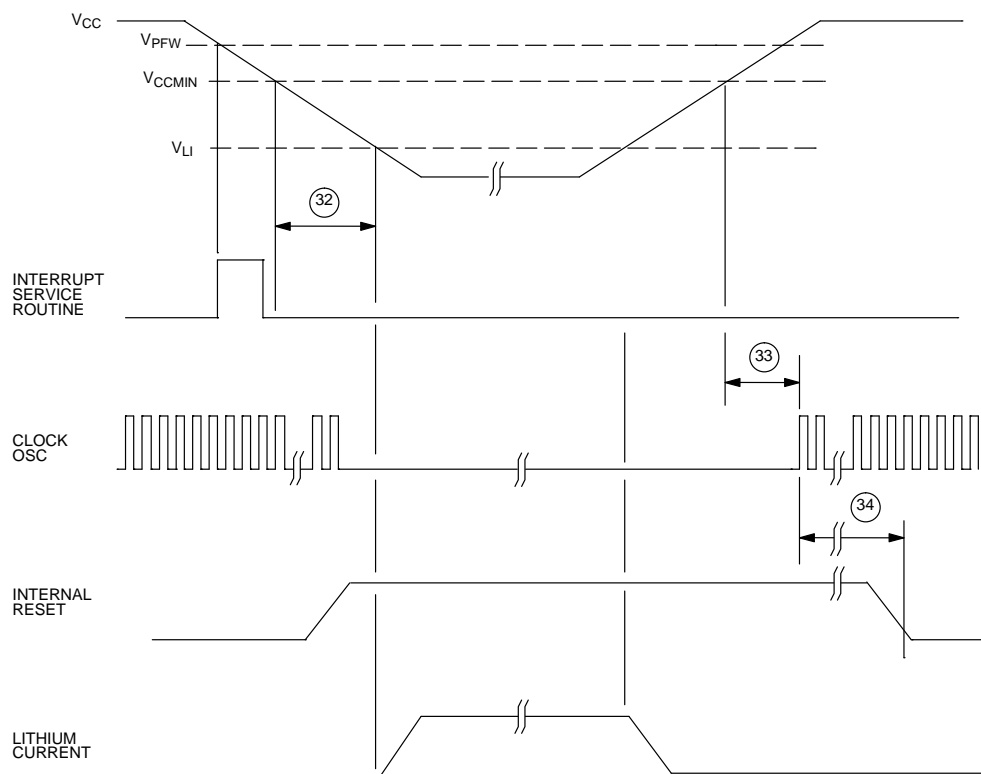 VCC
VPFW
VCCMIN
VLI
32
INTERRUPT
SERVICE
ROUTINE
33
CLOCK
OSC
34
INTERNAL
RESET
LITHIUM
CURRENT